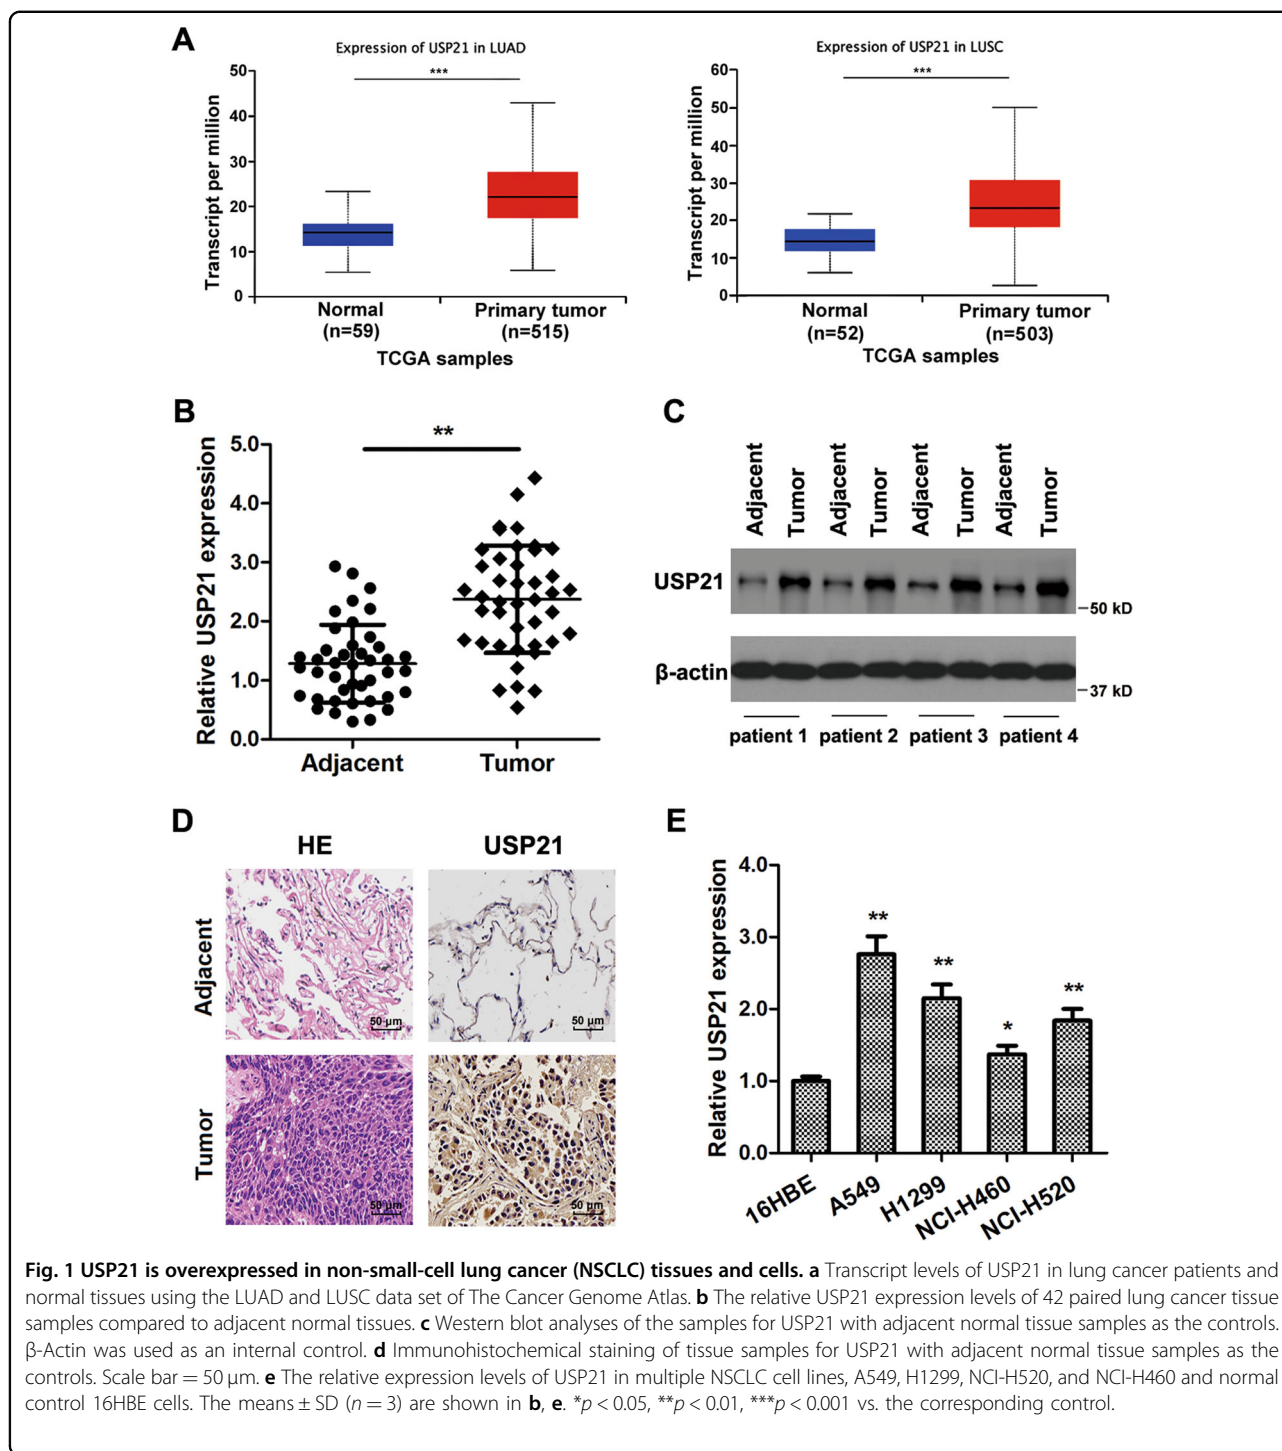 A
Expression of USP21 in LUAD
***
Transcript per million
50
40
30
20
10
0
Normal
(n=59)
Primary tumor
(n=515)
TCGA samples
Expression of USP21 in LUSC
***
Transcript per million
60
50
40
30
20
10
0
Normal
(n=52)
Primary tumor
(n=503)
TCGA samples
B
**
Relative USP21 expression
5.0
4.0
3.0
2.0
1.0
0.0
Adjacent
Tumor
C
Adjacent
Tumor
Adjacent
Tumor
Adjacent
Tumor
Adjacent
Tumor
USP21
50 kD
β-actin
37 kD
patient 1
patient 2
patient 3
patient 4
D
HE
USP21
Adjacent
50 μm
50 μm
Tumor
50 μm
50 μm
E
Relative USP21 expression
4.0
3.0
2.0
1.0
0.0
**
**
*
**
16HBE
A549
H1299
NCI-H460
NCI-H520
Fig. 1 USP21 is overexpressed in non-small-cell lung cancer (NSCLC) tissues and cells. a Transcript levels of USP21 in lung cancer patients and
normal tissues using the LUAD and LUSC data set of The Cancer Genome Atlas. b The relative USP21 expression levels of 42 paired lung cancer tissue
samples compared to adjacent normal tissues. c Western blot analyses of the samples for USP21 with adjacent normal tissue samples as the controls.
β-Actin was used as an internal control. d Immunohistochemical staining of tissue samples for USP21 with adjacent normal tissue samples as the
controls. Scale bar = 50 μm. e The relative expression levels of USP21 in multiple NSCLC cell lines, A549, H1299, NCI-H520, and NCI-H460 and normal
control 16HBE cells. The means ± SD (n = 3) are shown in b, e. *p < 0.05, **p < 0.01, ***p < 0.001 vs. the corresponding control.